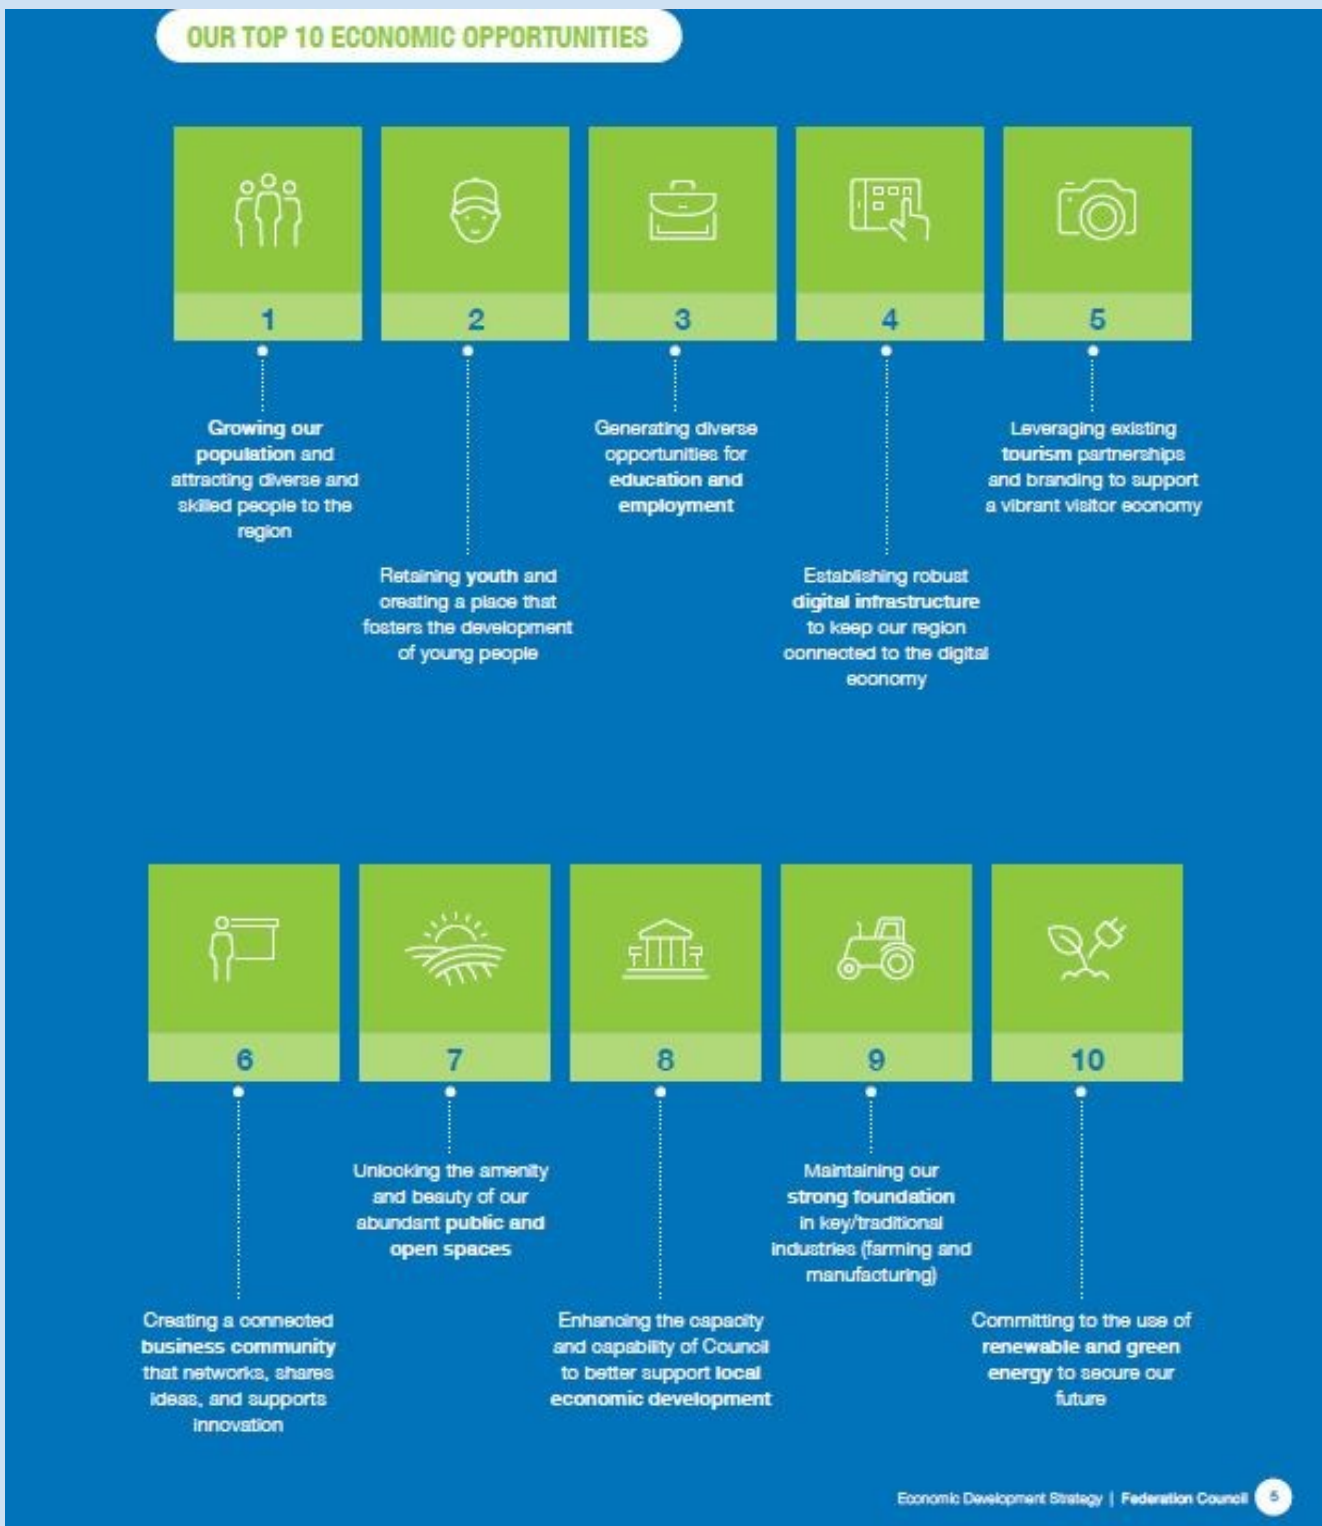 OUR TOP 10 ECONOMIC OPPORTUNITIES
1
2
3
4
5
Growing our
population and
attracting diverse and
skilled people to the
region
Retaining youth and
creating a place that
fosters the development
of young people
Generating diverse
opportunities for
education and
employment
Establishing robust
digital infrastructure
to keep our region
connected to the digital
economy
Leveraging existing
tourism partnerships
and branding to support
a vibrant visitor economy
6
7
8
9
10
Creating a connected
business community
that networks, shares
ideas, and supports
innovation
Unlocking the amenity
and beauty of our
abundant public and
open spaces
Enhancing the capacity
and capability of Council
to better support local
economic development
Maintaining our
strong foundation
in key/traditional
industries (farming and
manufacturing)
Committing to the use of
renewable and green
energy to secure our
future
Economic Development Strategy | Federation Council 5